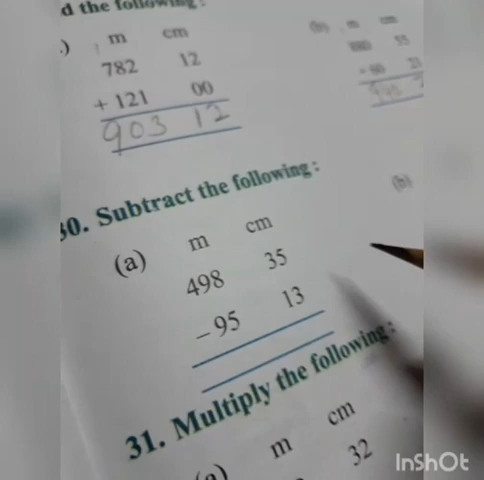 d the following:
) m cm
782 12
+ 121 00
903 12
(b)
30. Subtract the following:
(a) m cm
498 35
− 95 13
31. Multiply the following:
(a) m cm
32
InShOt